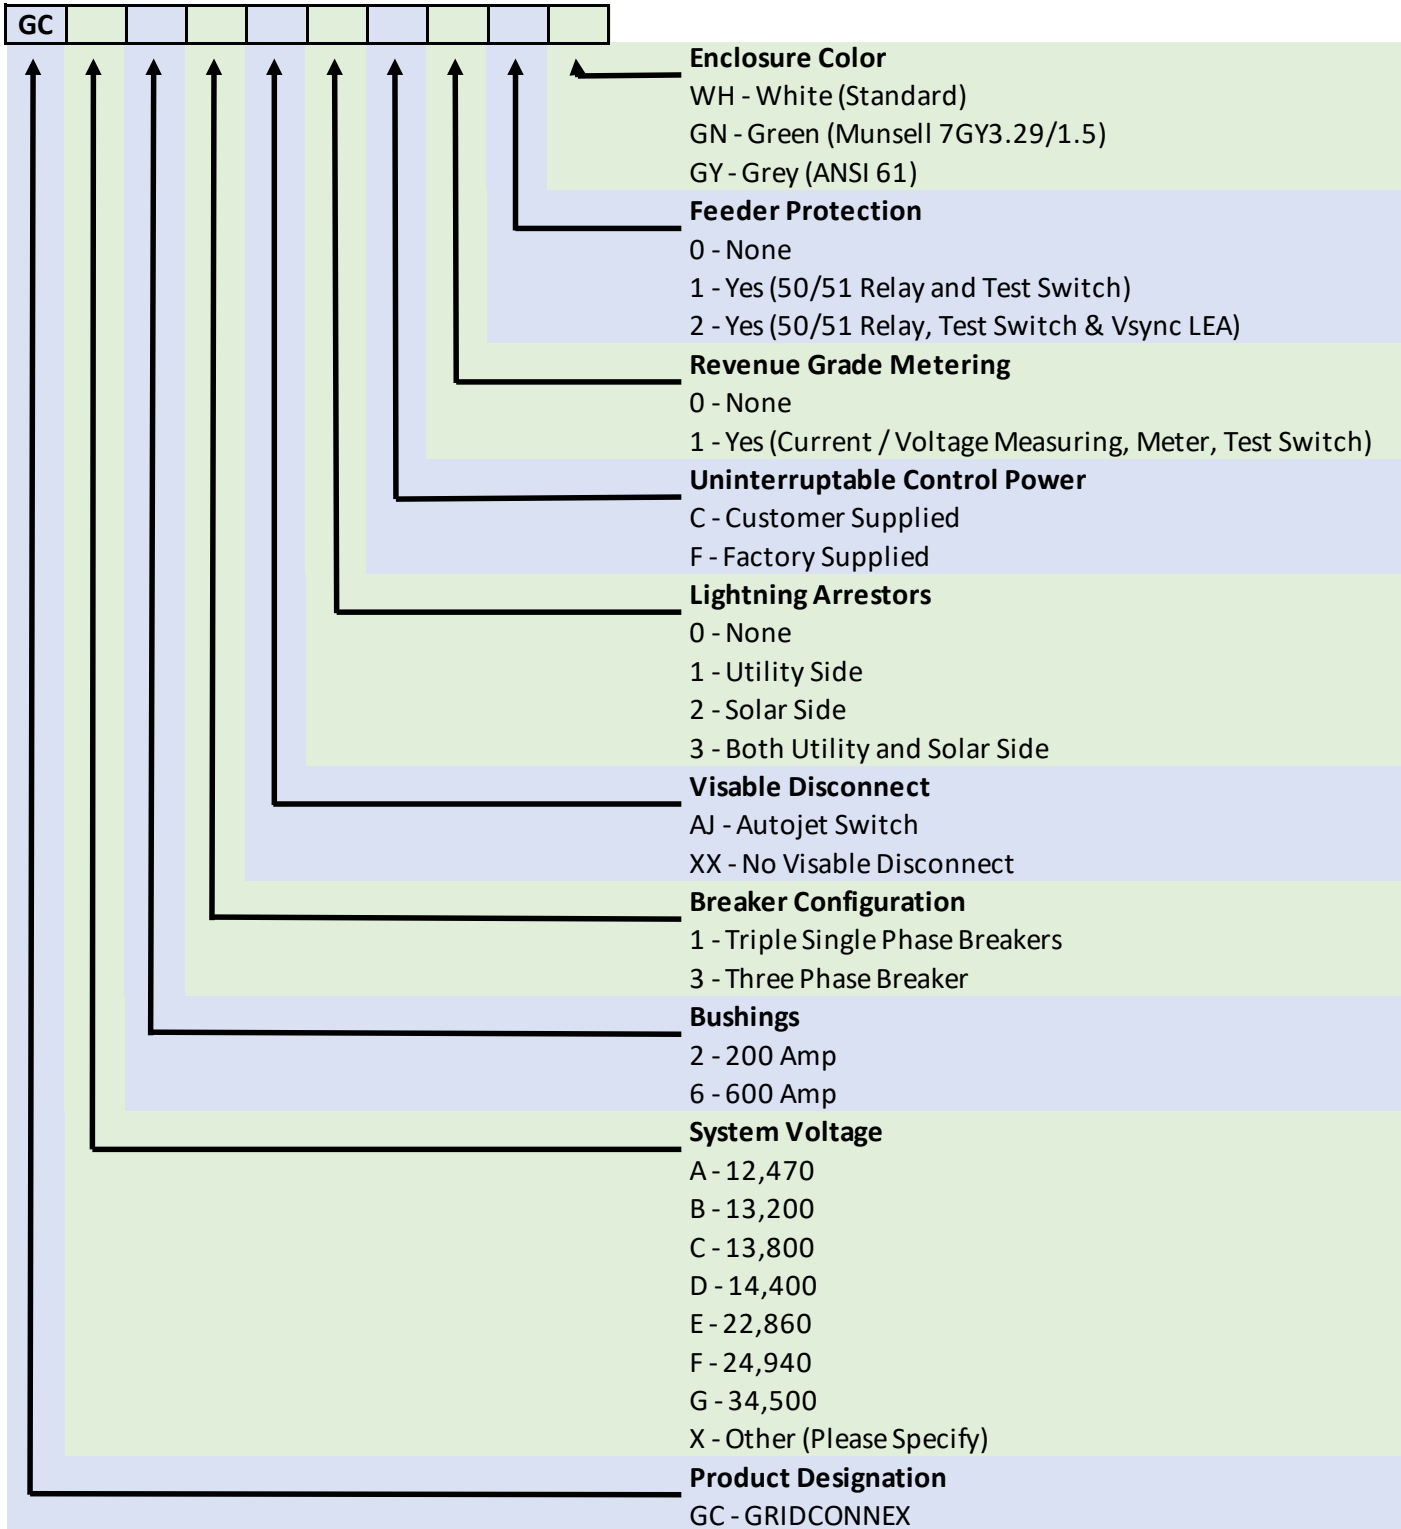 GC
Enclosure Color
WH - White (Standard)
GN - Green (Munsell 7GY3.29/1.5)
GY - Grey (ANSI 61)
Feeder Protection
0 - None
1 - Yes (50/51 Relay and Test Switch)
2 - Yes (50/51 Relay, Test Switch & Vsync LEA)
Revenue Grade Metering
0 - None
1 - Yes (Current / Voltage Measuring, Meter, Test Switch)
Uninterruptable Control Power
C - Customer Supplied
F - Factory Supplied
Lightning Arrestors
0 - None
1 - Utility Side
2 - Solar Side
3 - Both Utility and Solar Side
Visable Disconnect
AJ - Autojet Switch
XX - No Visable Disconnect
Breaker Configuration
1 - Triple Single Phase Breakers
3 - Three Phase Breaker
Bushings
2 - 200 Amp
6 - 600 Amp
System Voltage
A - 12,470
B - 13,200
C - 13,800
D - 14,400
E - 22,860
F - 24,940
G - 34,500
X - Other (Please Specify)
Product Designation
GC - GRIDCONNEX